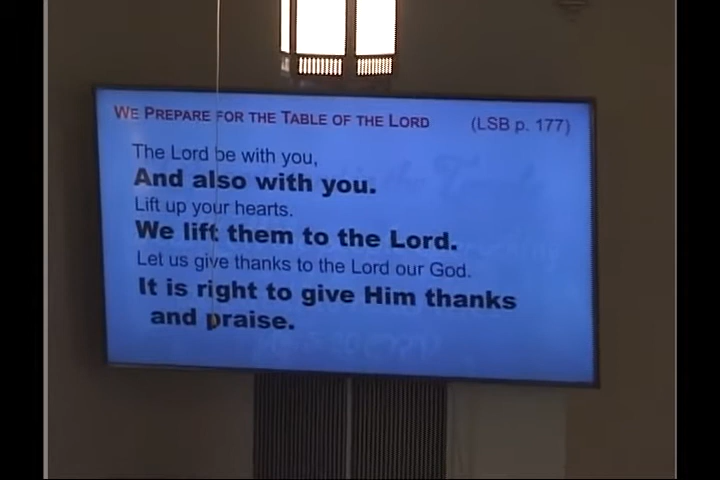 WE PREPARE FOR THE TABLE OF THE LORD (LSB p. 177)
The Lord be with you,
And also with you.
Lift up your hearts.
We lift them to the Lord.
Let us give thanks to the Lord our God.
It is right to give Him thanks
and praise.